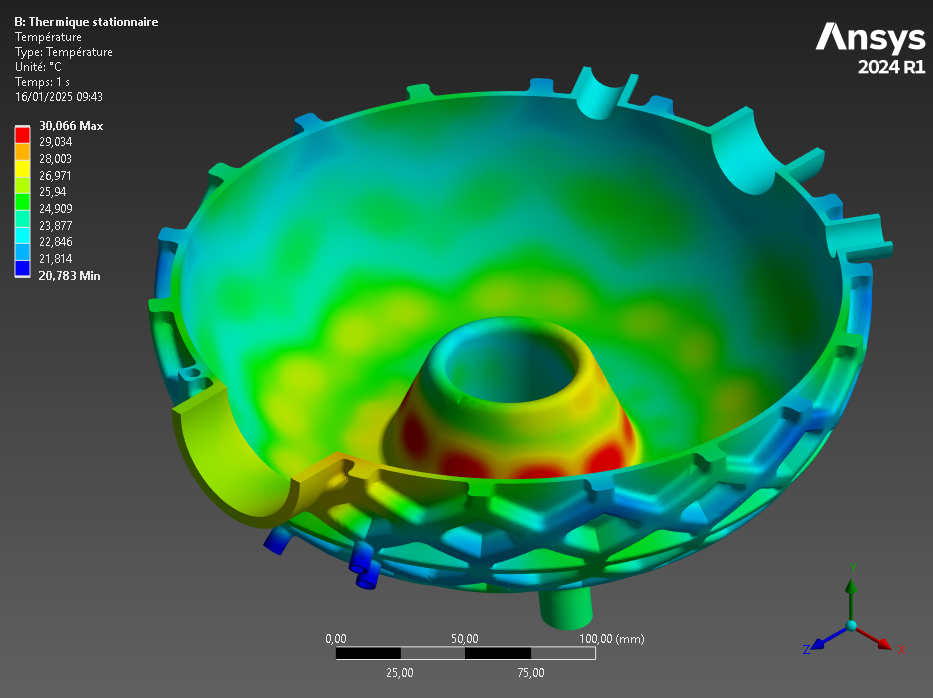 B: Thermique stationnaire
Température
Type: Température
Unité: °C
Temps: 1 s
16/01/2025 09:43
Ansys
2024 R1
30,066 Max
29,034
28,003
26,971
25,94
24,909
23,877
22,846
21,814
20,783 Min
0,00
50,00
100,00 (mm)
25,00
75,00
Y
Z
X